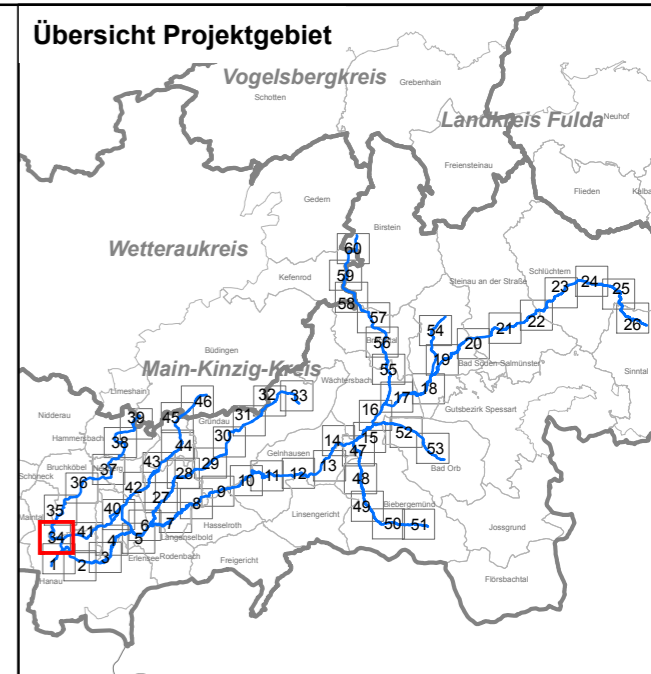 Übersicht Projektgebiet
Vogelsbergkreis
Grebenhain
Schotten
Landkreis Fulda
Neuhof
Freiensteinau
Flieden
Kalba
Gedern
Birstein
Wetteraukreis
60
Kefenrod
59
Steinau an der Straße
Schlüchtern
23
24
25
58
57
54
22
26
21
56
20
Büdingen
Main-Kinzig-Kreis
19
Bad Soden-Salmünster
Sinntal
Limeshain
46
32
33
Wächtersbach
55
18
17
Nidderau
39
45
31
Gründau
16
Gutsbezirk Spessart
Hammersbach
38
30
14
15
52
44
Gelnhausen
47
53
Bruchköbel
37
43
29
13
Bad Orb
Schöneck
36
42
28
10
11
12
48
9
35
27
8
Linsengericht
49
Biebergemünd
Maintal
40
Hasselroth
34
41
6
7
50
51
Jossgrund
4
5
Langenselbold
Erlensee
Rodenbach
Freigericht
1
2
3
Hanau
Flörsbachtal